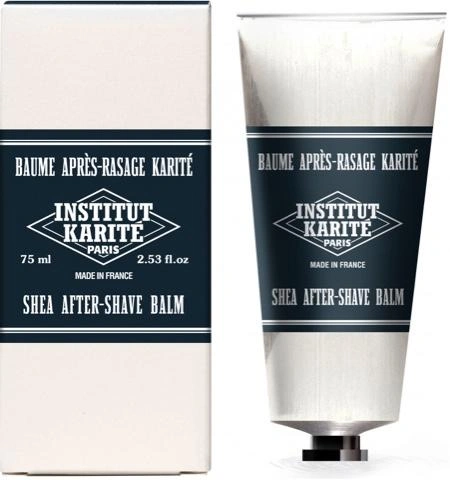 BAUME APRÈS-RASAGE KARITÉ
INSTITUT
KARITÉ
PARIS
75 ml 2.53 fl.oz
MADE IN FRANCE
SHEA AFTER-SHAVE BALM
BAUME APRÈS-RASAGE KARITÉ
INSTITUT
KARITÉ
PARIS
MADE IN FRANCE
SHEA AFTER-SHAVE BALM